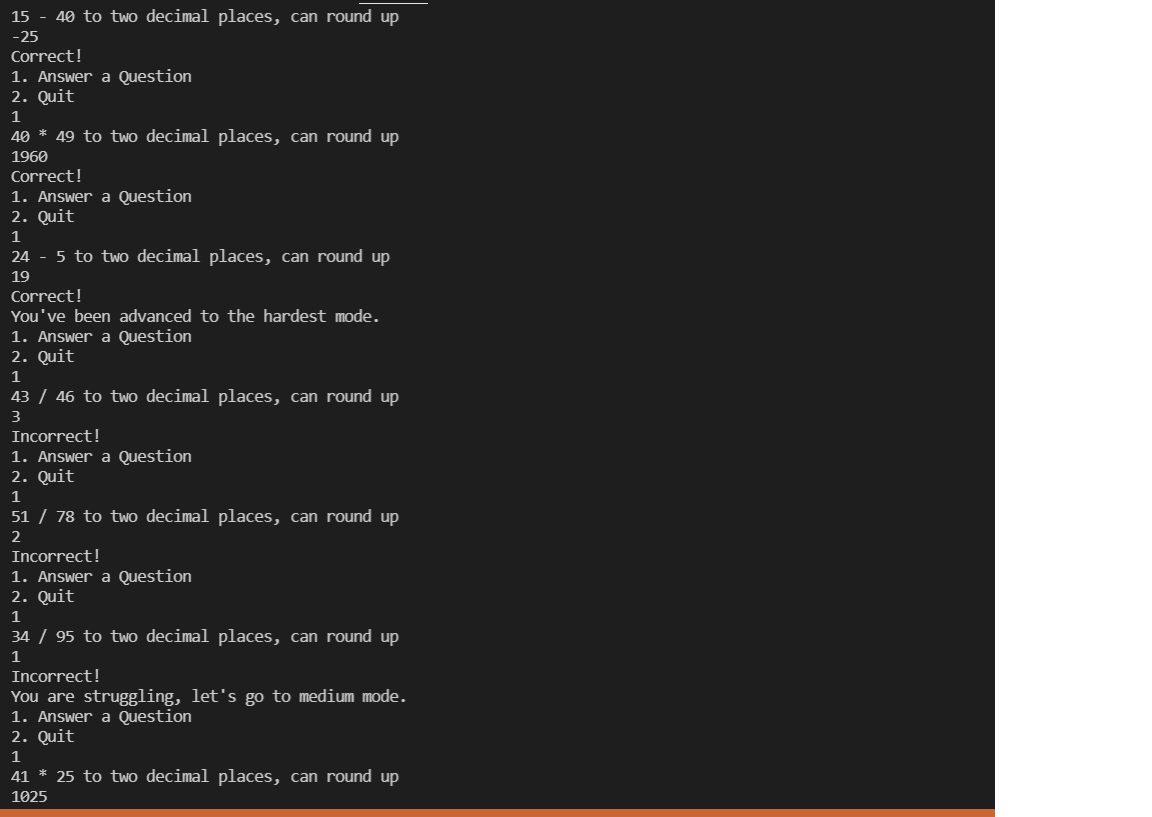 15 - 40 to two decimal places, can round up
-25
Correct!
1. Answer a Question
2. Quit
1
40 * 49 to two decimal places, can round up
1960
Correct!
1. Answer a Question
2. Quit
1
24 - 5 to two decimal places, can round up
19
Correct!
You've been advanced to the hardest mode.
1. Answer a Question
2. Quit
1
43 / 46 to two decimal places, can round up
3
Incorrect!
1. Answer a Question
2. Quit
1
51 / 78 to two decimal places, can round up
2
Incorrect!
1. Answer a Question
2. Quit
1
34 / 95 to two decimal places, can round up
1
Incorrect!
You are struggling, let's go to medium mode.
1. Answer a Question
2. Quit
1
41 * 25 to two decimal places, can round up
1025